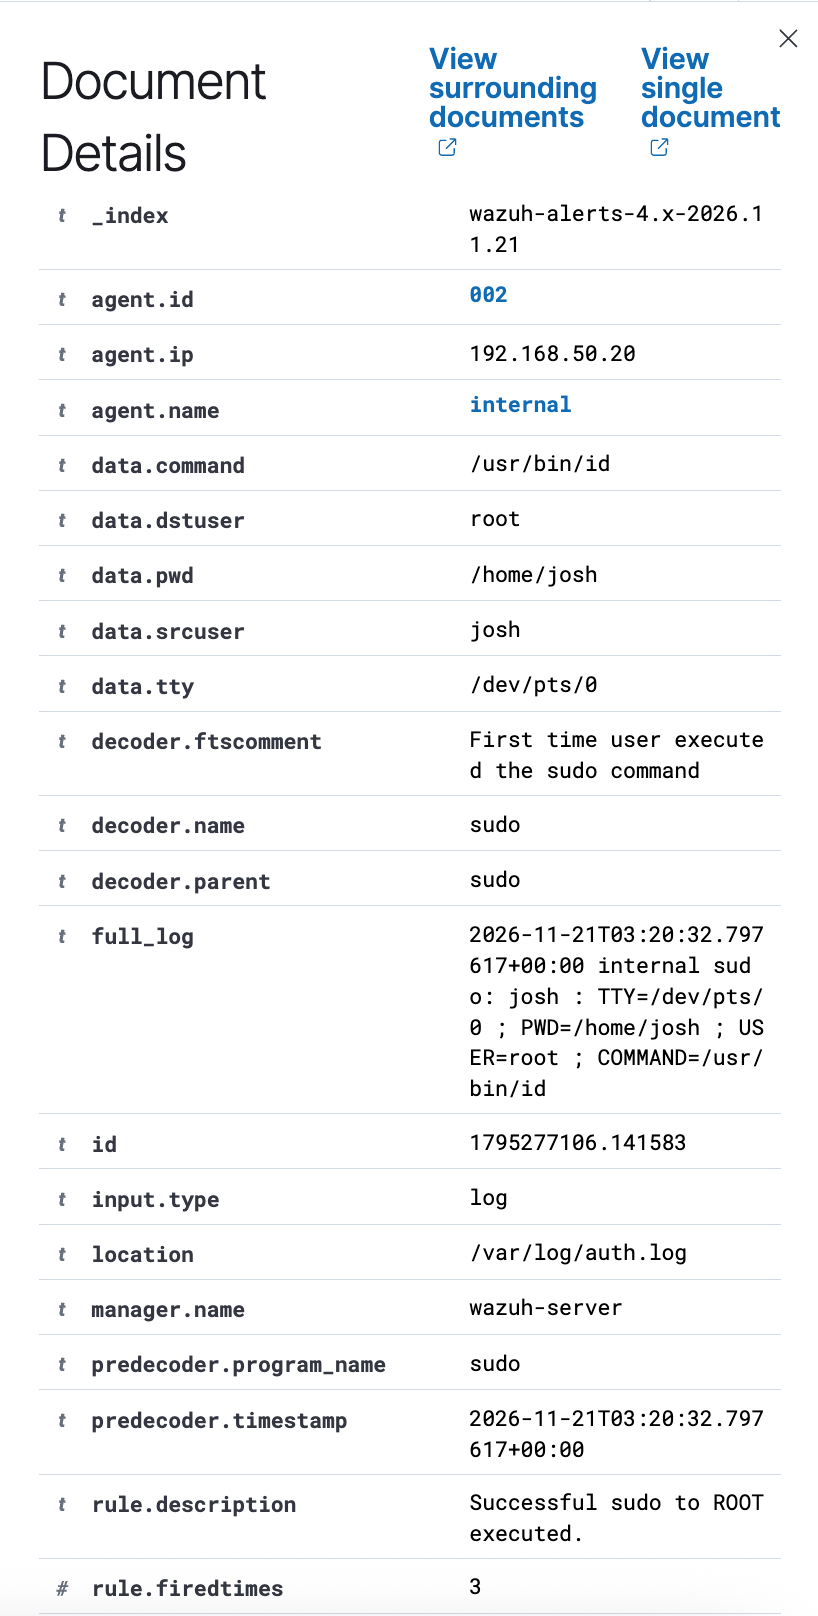 Document
Details
View
surrounding
documents
View
single
document
t _index wazuh-alerts-4.x-2026.1
1.21
t agent.id 002
t agent.ip 192.168.50.20
t agent.name internal
t data.command /usr/bin/id
t data.dstuser root
t data.pwd /home/josh
t data.srcuser josh
t data.tty /dev/pts/0
t decoder.ftscomment First time user execute
d the sudo command
t decoder.name sudo
t decoder.parent sudo
t full_log 2026-11-21T03:20:32.797
617+00:00 internal sud
o: josh : TTY=/dev/pts/
0 ; PWD=/home/josh ; US
ER=root ; COMMAND=/usr/
bin/id
t id 1795277106.141583
t input.type log
t location /var/log/auth.log
t manager.name wazuh-server
t predecoder.program_name sudo
t predecoder.timestamp 2026-11-21T03:20:32.797
617+00:00
t rule.description Successful sudo to ROOT
executed.
# rule.firedtimes 3